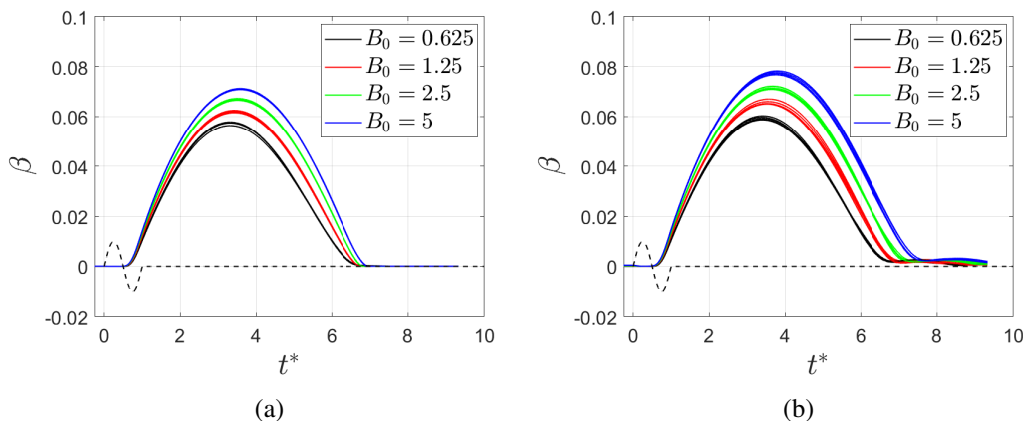 0.1
0.08
0.06
0.04
0.02
0
-0.02
β
0 2 4 6 8 10
t*
B₀ = 0.625
B₀ = 1.25
B₀ = 2.5
B₀ = 5
(a)
0.1
0.08
0.06
0.04
0.02
0
-0.02
β
0 2 4 6 8 10
t*
B₀ = 0.625
B₀ = 1.25
B₀ = 2.5
B₀ = 5
(b)